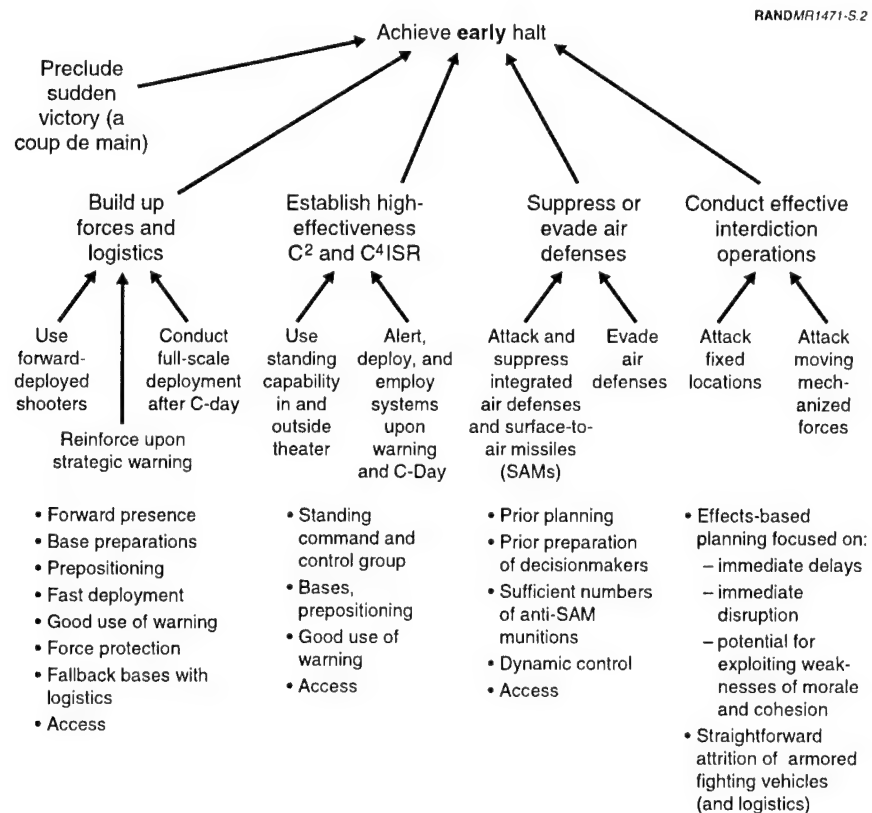 RANDMR1471-S.2
Achieve early halt
Preclude
sudden
victory (a
coup de main)
Build up
forces and
logistics
Establish high-
effectiveness
C2 and C4ISR
Suppress or
evade air
defenses
Conduct effective
interdiction
operations
Use
forward-
deployed
shooters
Reinforce upon
strategic warning
Conduct
full-scale
deployment
after C-day
Use
standing
capability
in and
outside
theater
Alert,
deploy, and
employ
systems
upon
warning
and C-Day
Attack and
suppress
integrated
air defenses
and surface-to-
air missiles
(SAMs)
Evade
air
defenses
Attack
fixed
locations
Attack
moving
mech-
anized
forces
• Forward presence
• Base preparations
• Prepositioning
• Fast deployment
• Good use of warning
• Force protection
• Fallback bases with
logistics
• Access
• Standing
command and
control group
• Bases,
prepositioning
• Good use of
warning
• Access
• Prior planning
• Prior preparation
of decisionmakers
• Sufficient numbers
of anti-SAM
munitions
• Dynamic control
• Access
• Effects-based
planning focused on:
– immediate delays
– immediate
disruption
– potential for
exploiting weak-
nesses of morale
and cohesion
• Straightforward
attrition of armored
fighting vehicles
(and logistics)